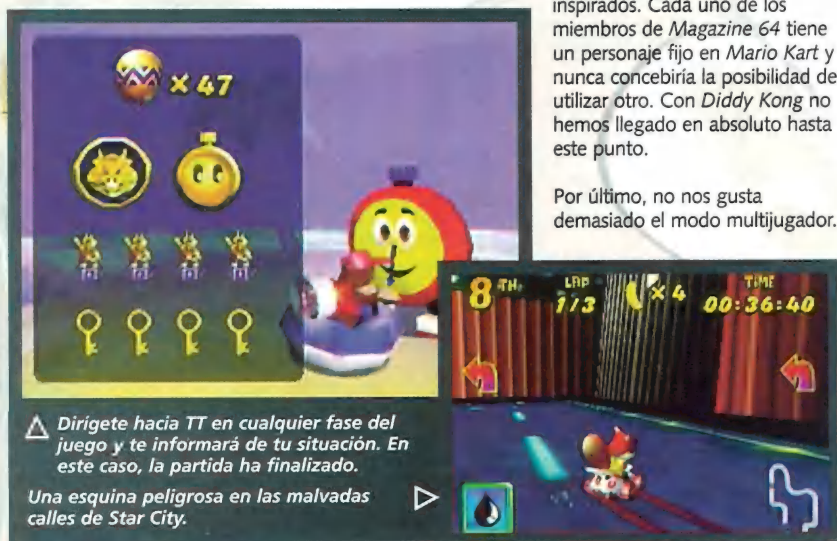 inspirados. Cada uno de los
miembros de Magazine 64 tiene
un personaje fijo en Mario Kart y
nunca concebiría la posibilidad de
utilizar otro. Con Diddy Kong no
hemos llegado en absoluto hasta
este punto.
Por último, no nos gusta
demasiado el modo multijugador.
× 47
8TH
LAP
1/3
× 4
TIME
00:36:40
Dirígete hacia TT en cualquier fase del
juego y te informará de tu situación. En
este caso, la partida ha finalizado.
Una esquina peligrosa en las malvadas
calles de Star City.